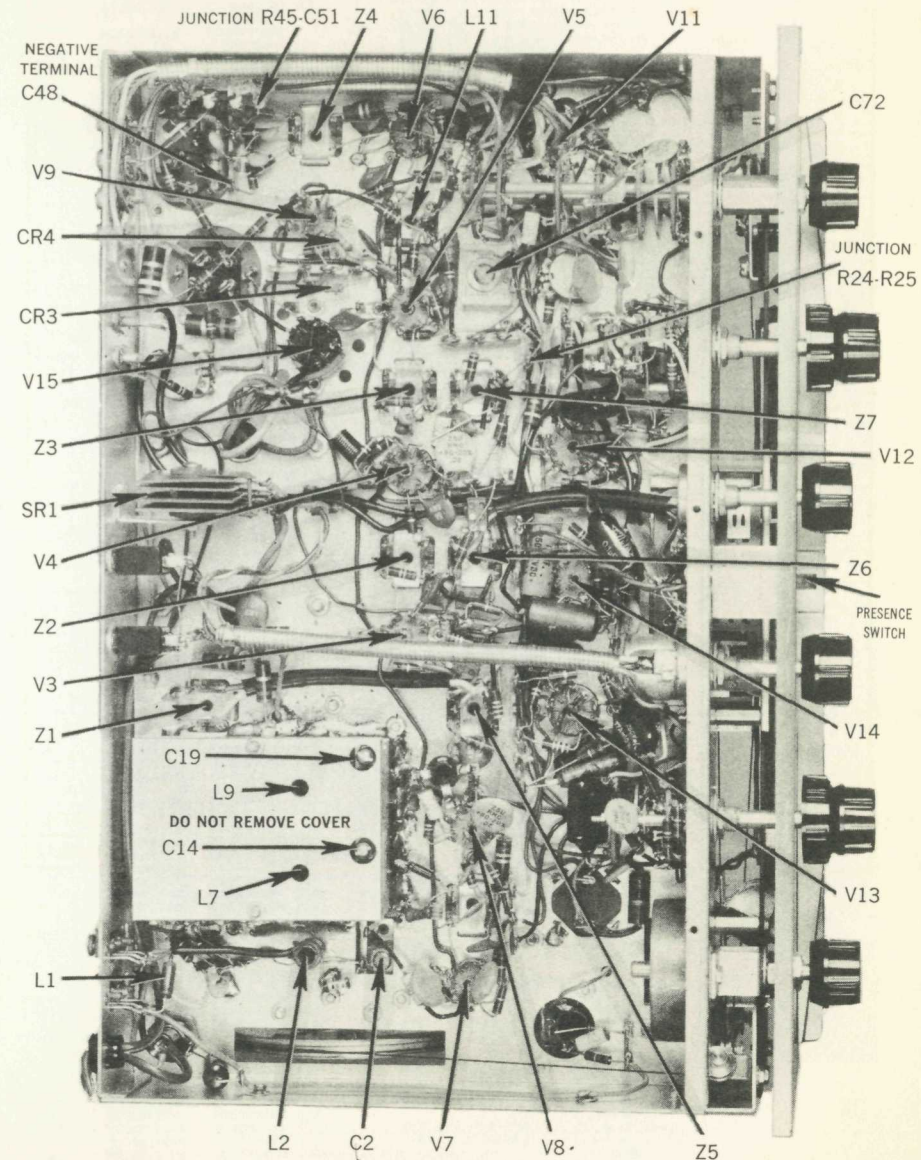 JUNCTION R45-C51
Z4
V6
L11
V5
V11
NEGATIVE
TERMINAL
C48
C72
V9
CR4
JUNCTION
R24-R25
CR3
V15
Z3
Z7
V12
SR1
V4
Z6
Z2
PRESENCE
SWITCH
V3
Z1
V14
C19
L9
DO NOT REMOVE COVER
C14
L7
V13
L1
L2
C2
V7
V8
Z5